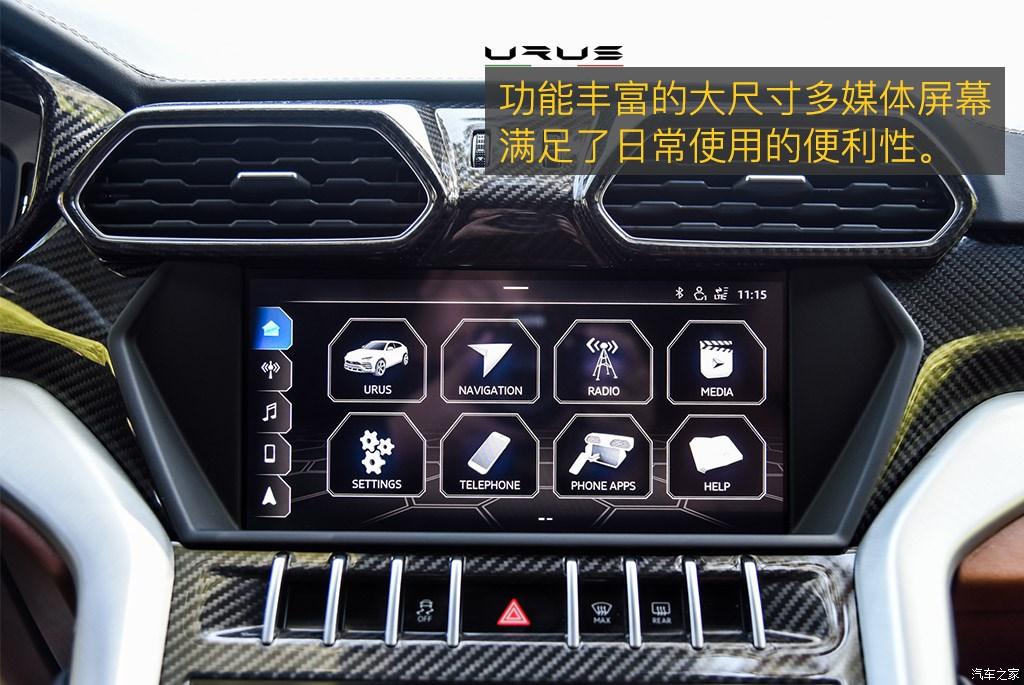 URUS
功能丰富的大尺寸多媒体屏幕
满足了日常使用的便利性。
LTE 11:15
URUS NAVIGATION RADIO MEDIA
SETTINGS TELEPHONE PHONE APPS HELP
OFF MAX REAR
汽车之家